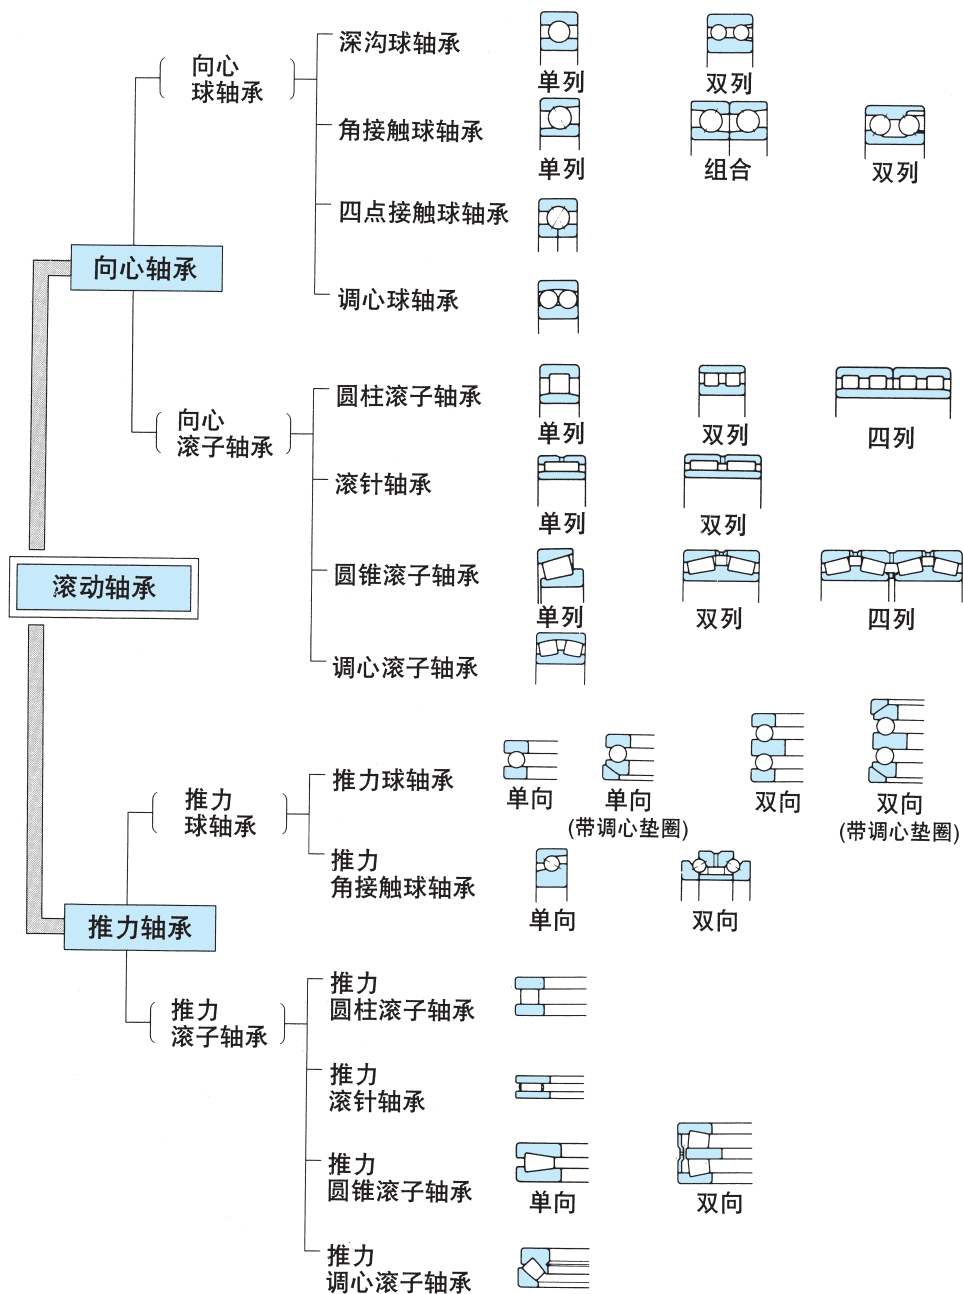 向心
球轴承
深沟球轴承
单列
双列
角接触球轴承
单列
组合
双列
四点接触球轴承
向心轴承
调心球轴承
圆柱滚子轴承
单列
双列
四列
向心
滚子轴承
滚针轴承
单列
双列
滚动轴承
圆锥滚子轴承
单列
双列
四列
调心滚子轴承
推力
球轴承
推力球轴承
单向
单向
(带调心垫圈)
双向
双向
(带调心垫圈)
推力
角接触球轴承
单向
双向
推力轴承
推力
滚子轴承
推力
圆柱滚子轴承
推力
滚针轴承
推力
圆锥滚子轴承
单向
双向
推力
调心滚子轴承